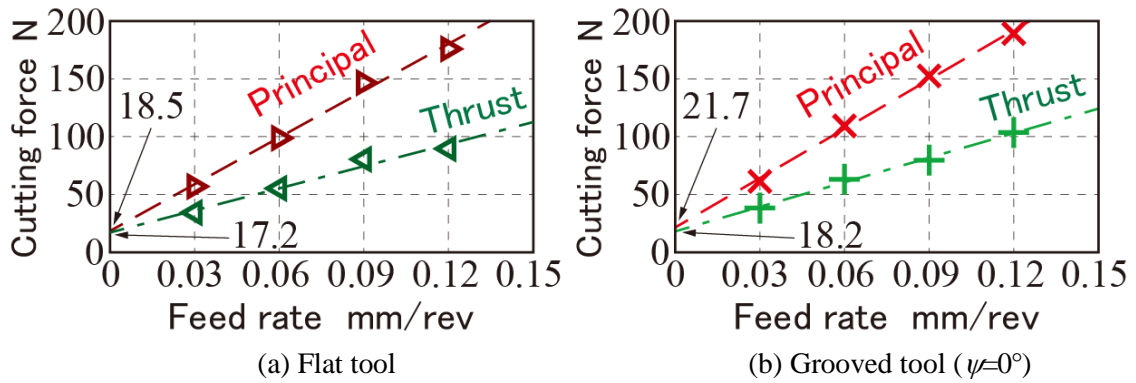 Cutting force N
200
150
100
50
0
Principal
Thrust
18.5
17.2
0 0.03 0.06 0.09 0.12 0.15
Feed rate mm/rev
(a) Flat tool
Cutting force N
200
150
100
50
0
Principal
Thrust
21.7
18.2
0 0.03 0.06 0.09 0.12 0.15
Feed rate mm/rev
(b) Grooved tool (ψ=0°)